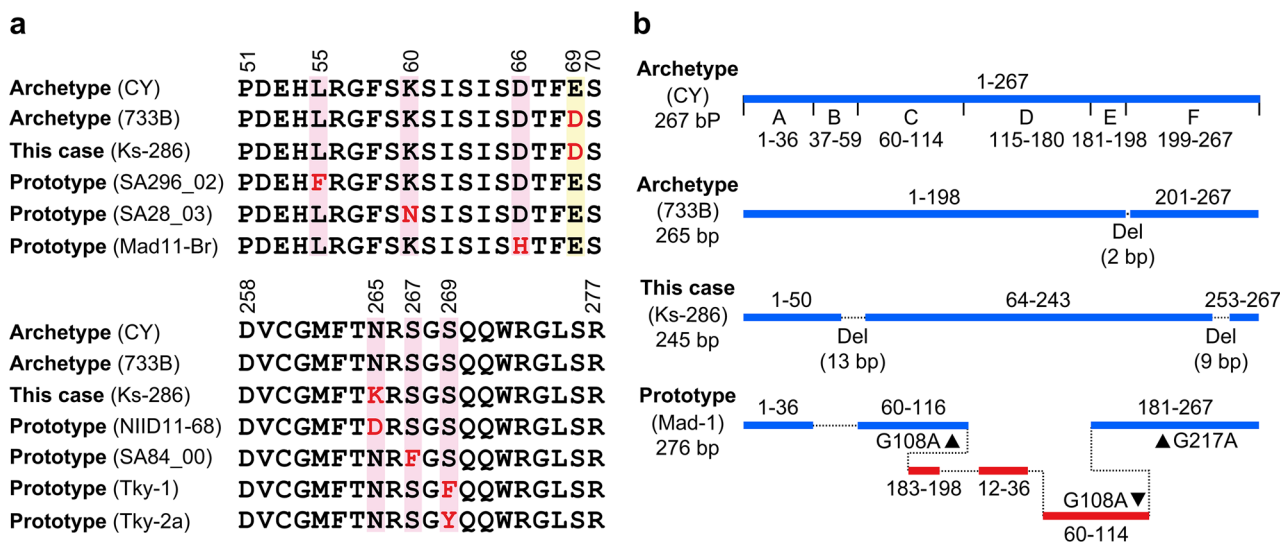 a
51 55 60 66 69 70
Archetype (CY) PDEHLRGFSKSISISDTFES
Archetype (733B) PDEHLRGFSKSISISDTFDS
This case (Ks-286) PDEHLRGFSKSISISDTFDS
Prototype (SA296_02) PDEHFRGFSKSISISDTFES
Prototype (SA28_03) PDEHLRGFSNSISISDTFES
Prototype (Mad11-Br) PDEHLRGFSKSISISHTFES
258 265 267 269 277
Archetype (CY) DVCGMFTNRSGSQQWRGLSR
Archetype (733B) DVCGMFTNRSGSQQWRGLSR
This case (Ks-286) DVCGMFTKRSGSQQWRGLSR
Prototype (NIID11-68) DVCGMFTDRSGSQQWRGLSR
Prototype (SA84_00) DVCGMFTNRFGSQQWRGLSR
Prototype (Tky-1) DVCGMFTNRSGFQQWRGLSR
Prototype (Tky-2a) DVCGMFTNRSGYQQWRGLSR
b
Archetype
(CY)
267 bP
1-267
A B C D E F
1-36 37-59 60-114 115-180 181-198 199-267
Archetype
(733B)
265 bp
1-198 201-267
Del
(2 bp)
This case
(Ks-286)
245 bp
1-50 64-243 253-267
Del Del
(13 bp) (9 bp)
Prototype
(Mad-1)
276 bp
1-36 60-116 181-267
G108A▲ ▲G217A
183-198 12-36
G108A▼
60-114